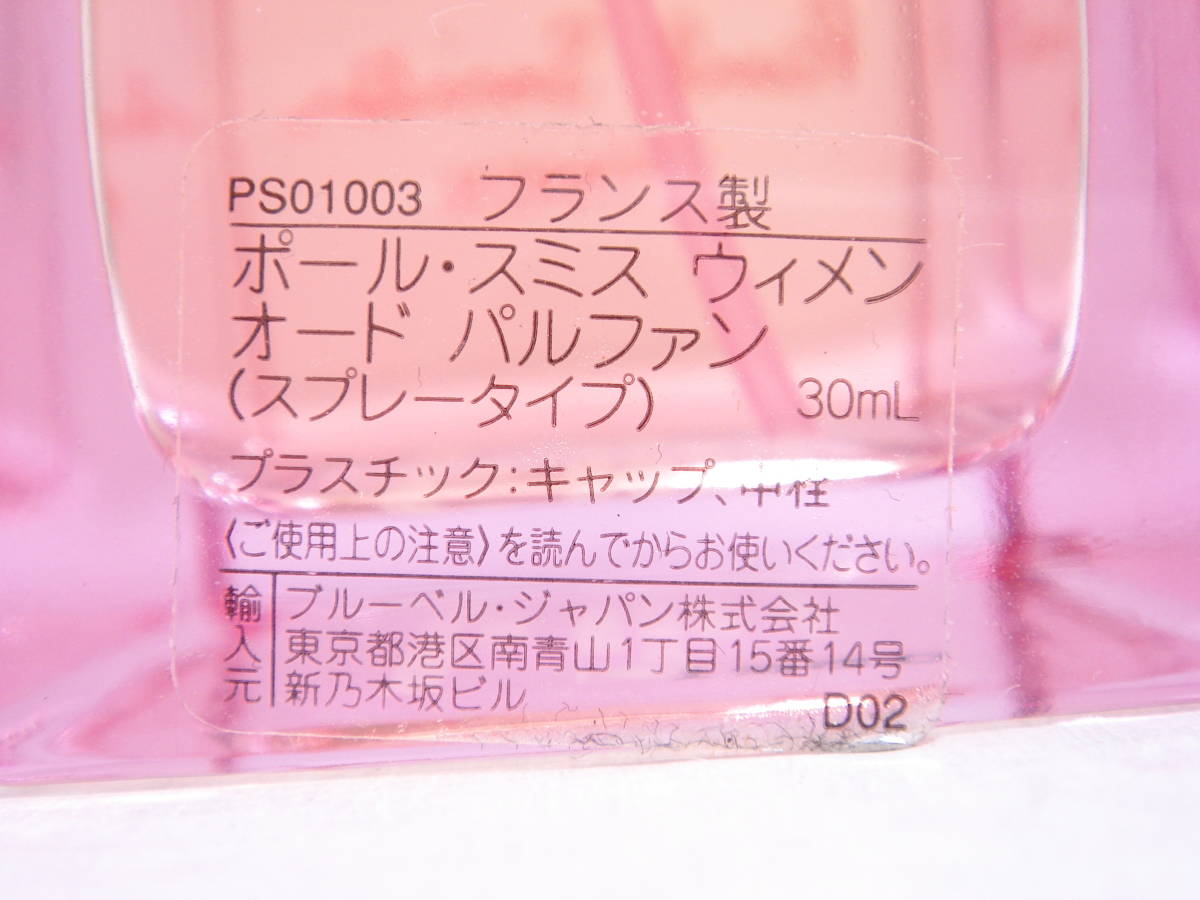 PS01003 フランス製
ポール・スミス ウィメン
オード パルファン
(スプレータイプ) 30mL
プラスチック:キャップ、中栓
〈ご使用上の注意〉を読んでからお使いください。
輸入元
ブルーベル・ジャパン株式会社
東京都港区南青山1丁目15番14号
新乃木坂ビル
D02